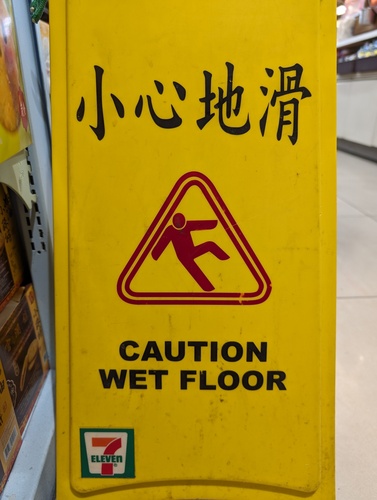 小心地滑
CAUTION
WET FLOOR
7
ELEVEN